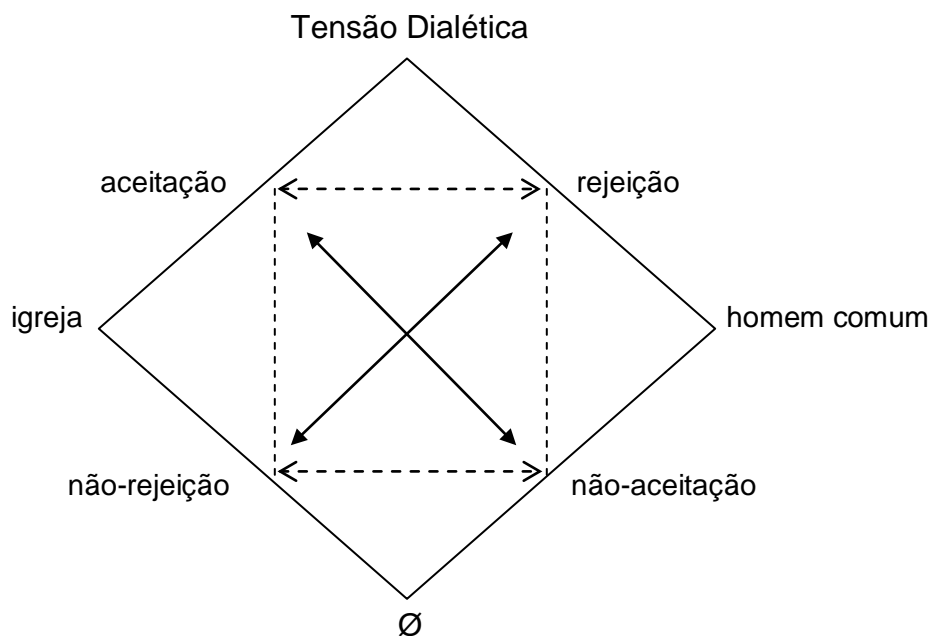 Tensão Dialética
aceitação
rejeição
igreja
homem comum
não-rejeição
não-aceitação
Ø